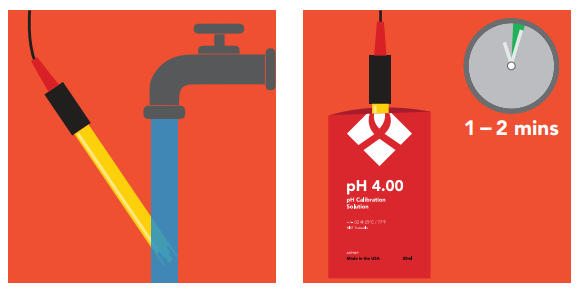 1–2 mins
pH 4.00
pH Calibration
Solution
Made in the USA